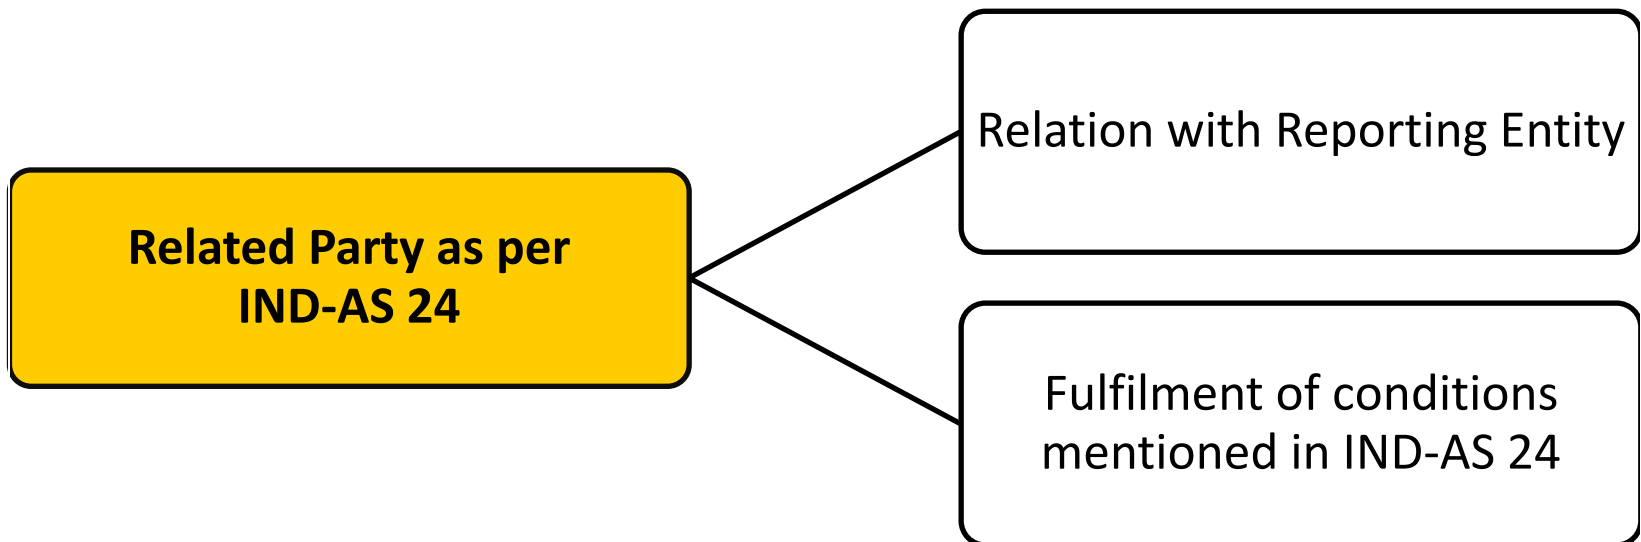 Related Party as per
IND-AS 24
Relation with Reporting Entity
Fulfilment of conditions
mentioned in IND-AS 24